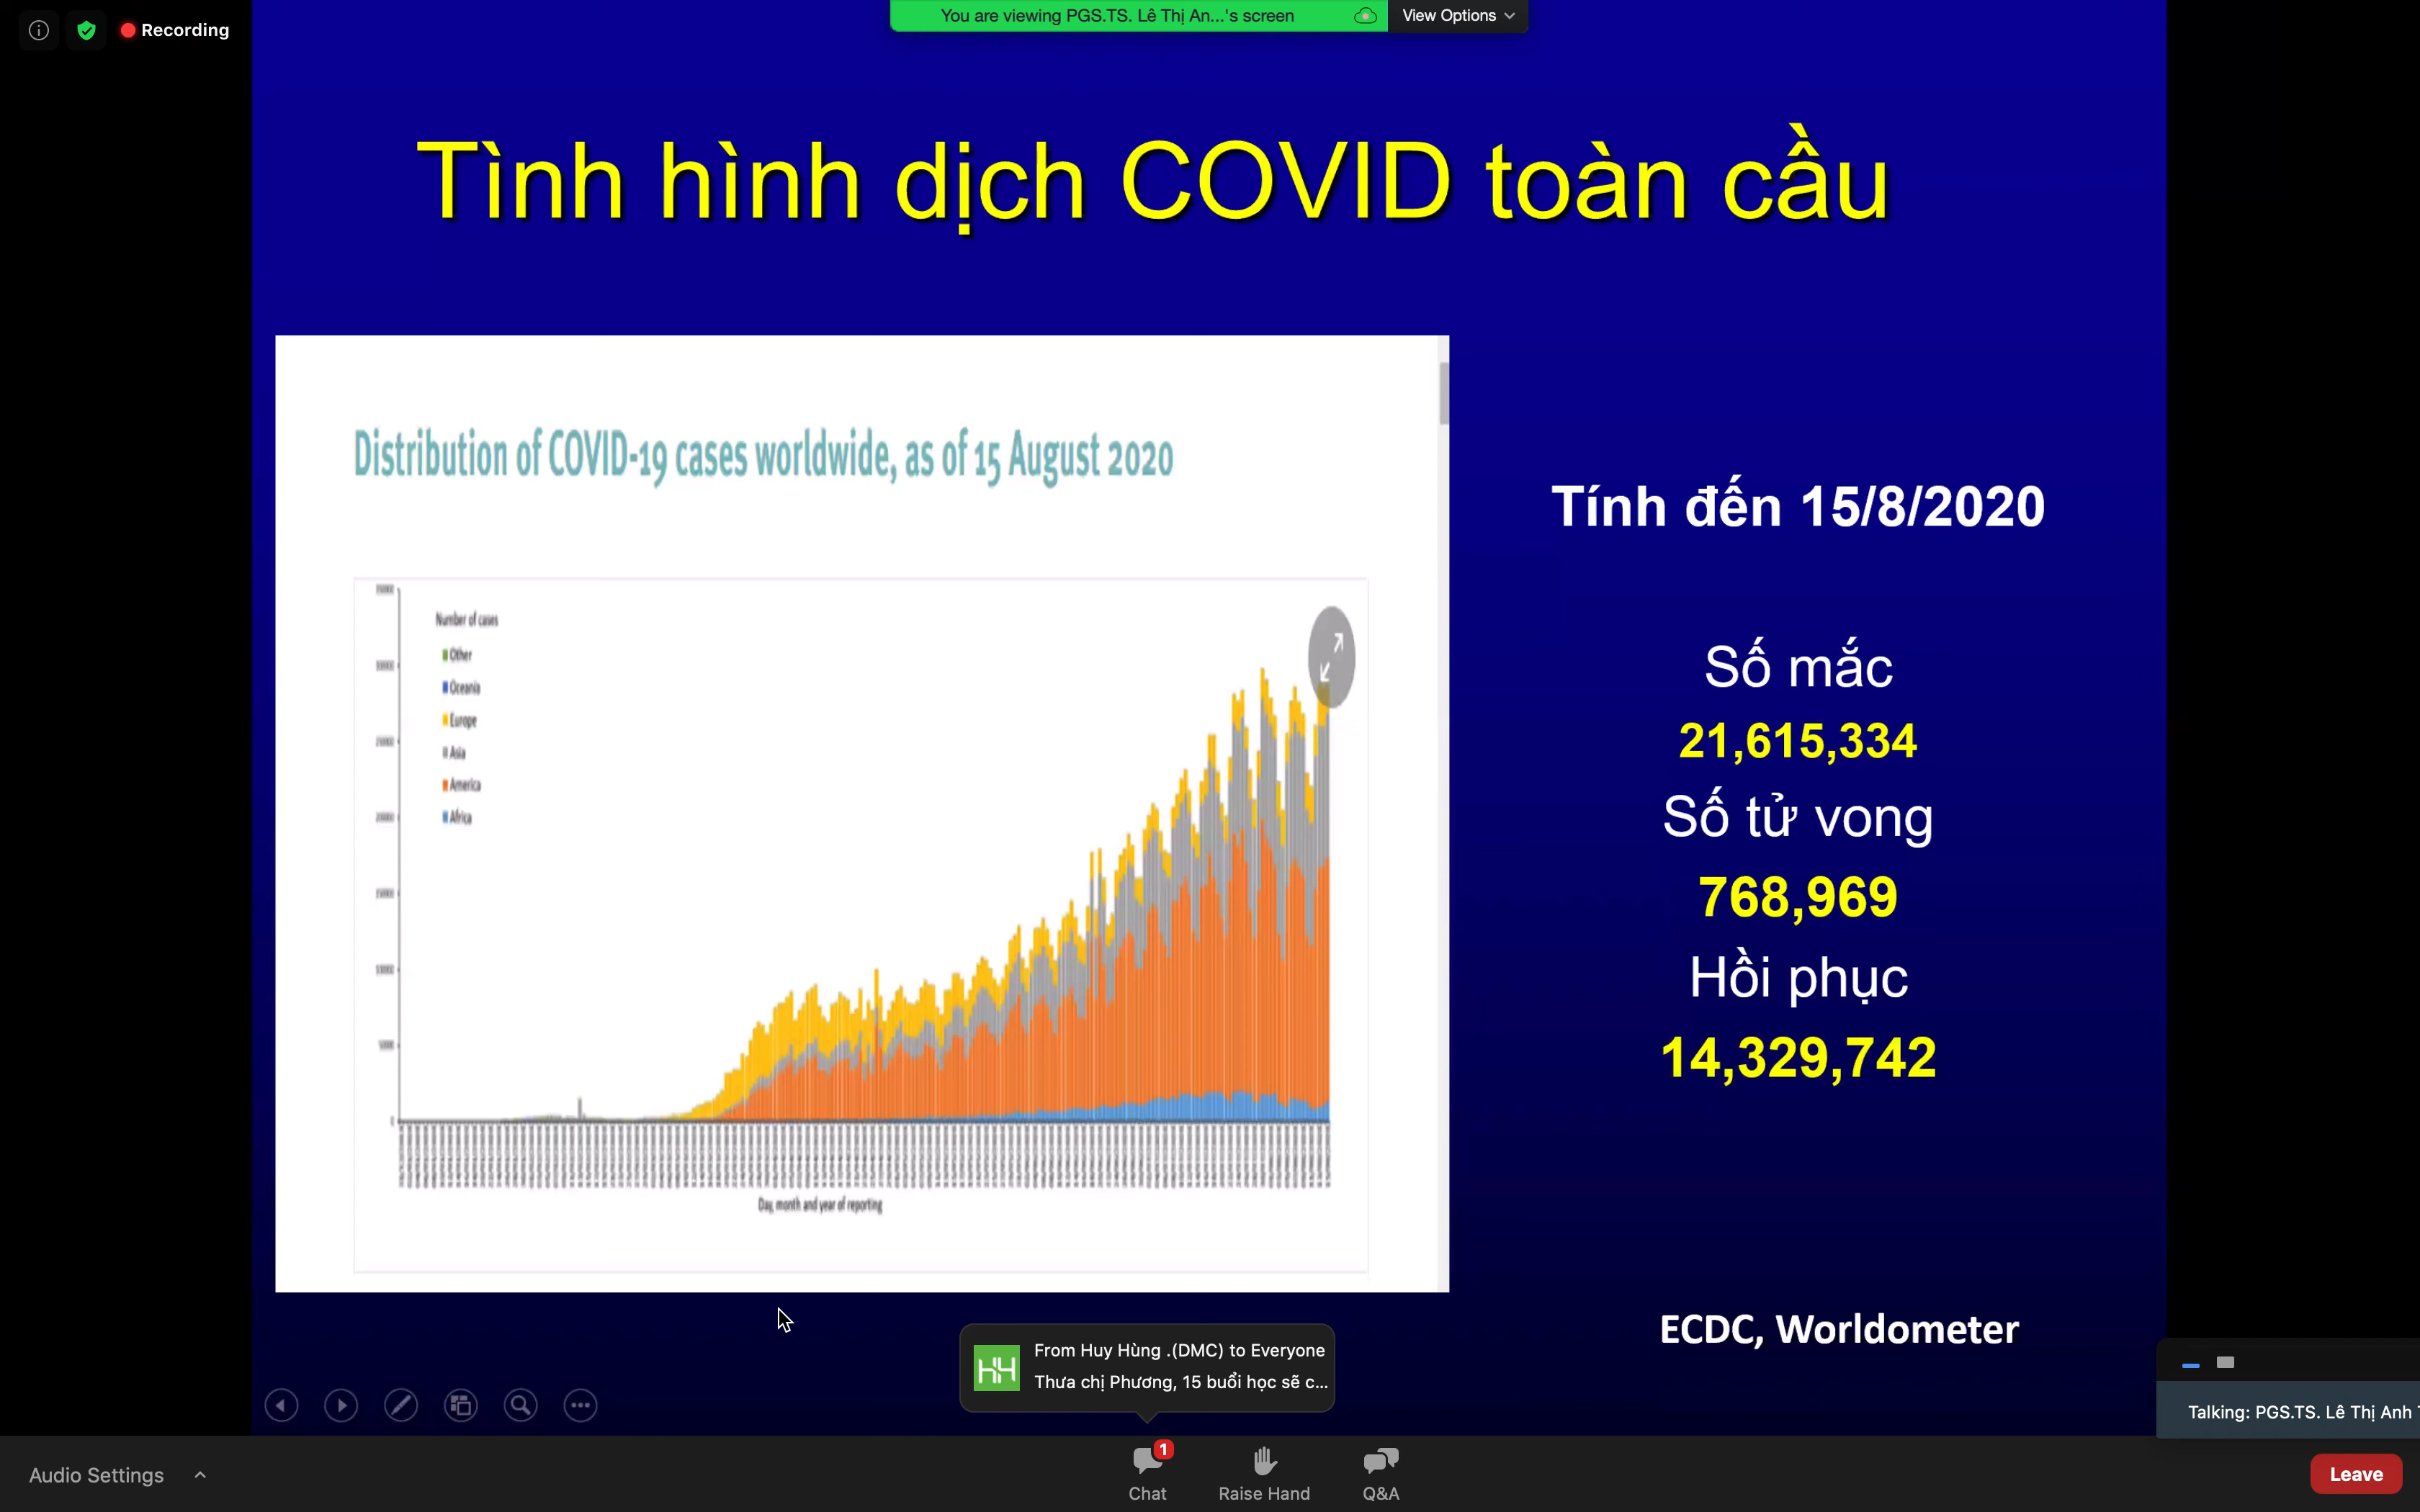 Recording
You are viewing PGS.TS. Lê Thị An...'s screen
View Options
Tình hình dịch COVID toàn cầu
Distribution of COVID-19 cases worldwide, as of 15 August 2020
Number of cases
Other
Oceania
Europe
Asia
America
Africa
0
Day, month and year of reporting
Tính đến 15/8/2020
Số mắc
21,615,334
Số tử vong
768,969
Hồi phục
14,329,742
ECDC, Worldometer
HH
From Huy Hùng .(DMC) to Everyone
Thưa chị Phương, 15 buổi học sẽ c...
Talking: PGS.TS. Lê Thị Anh
Audio Settings
1
Chat
Raise Hand
Q&A
Leave